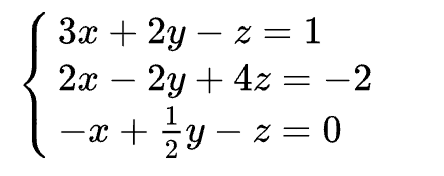 3x + 2y − z = 1
2x − 2y + 4z = −2
−x + ½y − z = 0